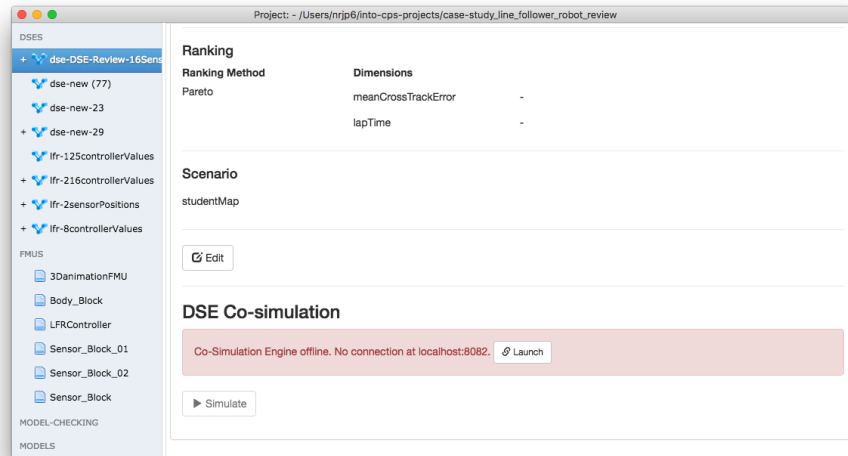 Project: - /Users/nrjp6/into-cps-projects/case-study_line_follower_robot_review
DSES
+ dse-DSE-Review-16Sens
dse-new (77)
dse-new-23
+ dse-new-29
lfr-125controllerValues
+ lfr-216controllerValues
+ lfr-2sensorPositions
+ lfr-8controllerValues
FMUS
3DanimationFMU
Body_Block
LFRController
Sensor_Block_01
Sensor_Block_02
Sensor_Block
MODEL-CHECKING
MODELS
Ranking
Ranking Method Dimensions
Pareto meanCrossTrackError -
lapTime -
Scenario
studentMap
Edit
DSE Co-simulation
Co-Simulation Engine offline. No connection at localhost:8082. Launch
Simulate